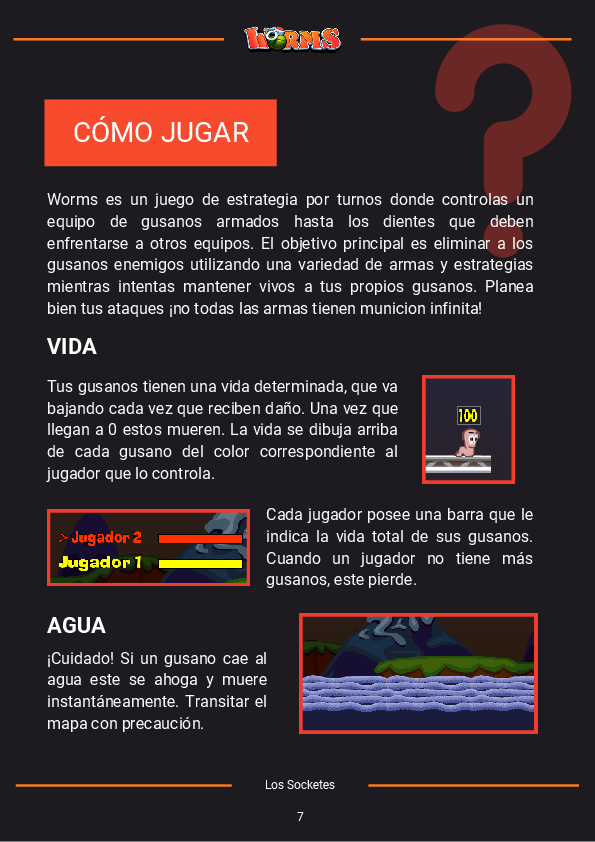 WORMS
CÓMO JUGAR
Worms es un juego de estrategia por turnos donde controlas un
equipo de gusanos armados hasta los dientes que deben
enfrentarse a otros equipos. El objetivo principal es eliminar a los
gusanos enemigos utilizando una variedad de armas y estrategias
mientras intentas mantener vivos a tus propios gusanos. Planea
bien tus ataques ¡no todas las armas tienen municion infinita!
VIDA
Tus gusanos tienen una vida determinada, que va
bajando cada vez que reciben daño. Una vez que
llegan a 0 estos mueren. La vida se dibuja arriba
de cada gusano del color correspondiente al
jugador que lo controla.
100
> Jugador 2
Jugador 1
Cada jugador posee una barra que le
indica la vida total de sus gusanos.
Cuando un jugador no tiene más
gusanos, este pierde.
AGUA
¡Cuidado! Si un gusano cae al
agua este se ahoga y muere
instantáneamente. Transitar el
mapa con precaución.
Los Socketes
7